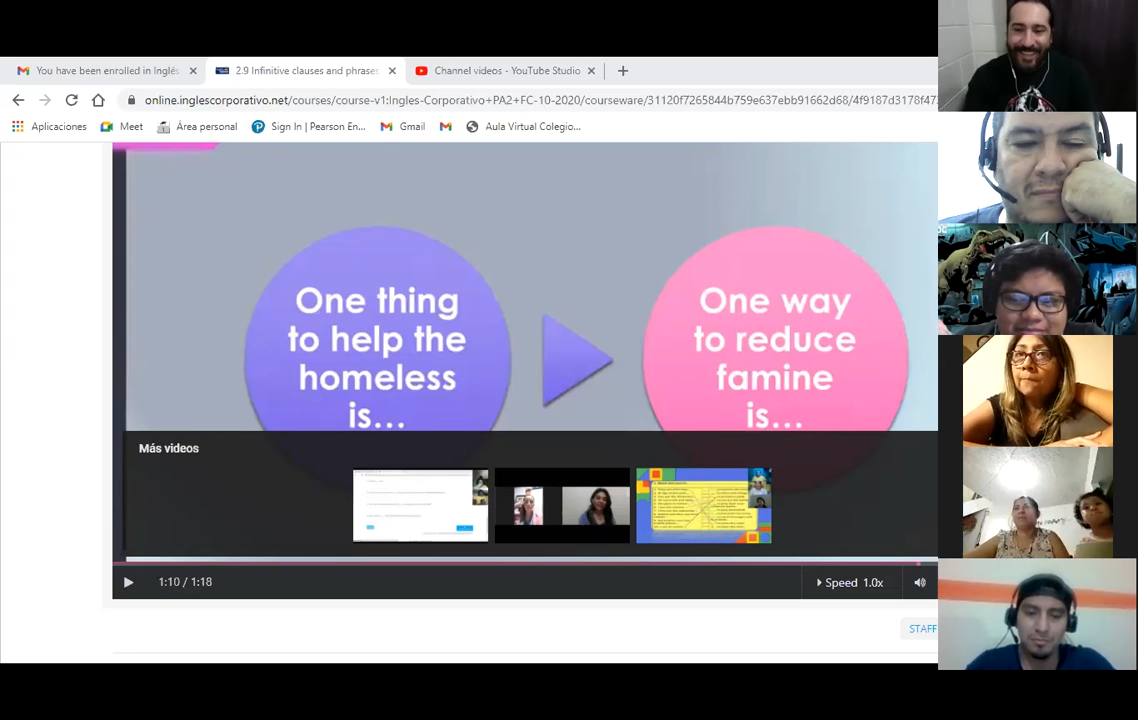 You have been enrolled in Inglés
2.9 Infinitive clauses and phrases
Channel videos - YouTube Studio
online.inglescorporativo.net/courses/course-v1:Ingles-Corporativo+PA2+FC-10-2020/courseware/31120f7265844b759e637ebb91662d68/4f9187d3178f47
Aplicaciones
Meet
Área personal
Sign In | Pearson En...
Gmail
Aula Virtual Colegio...
One thing
to help the
homeless
is...
One way
to reduce
famine
is...
Más videos
1:10 / 1:18
Speed 1.0x
STAFF